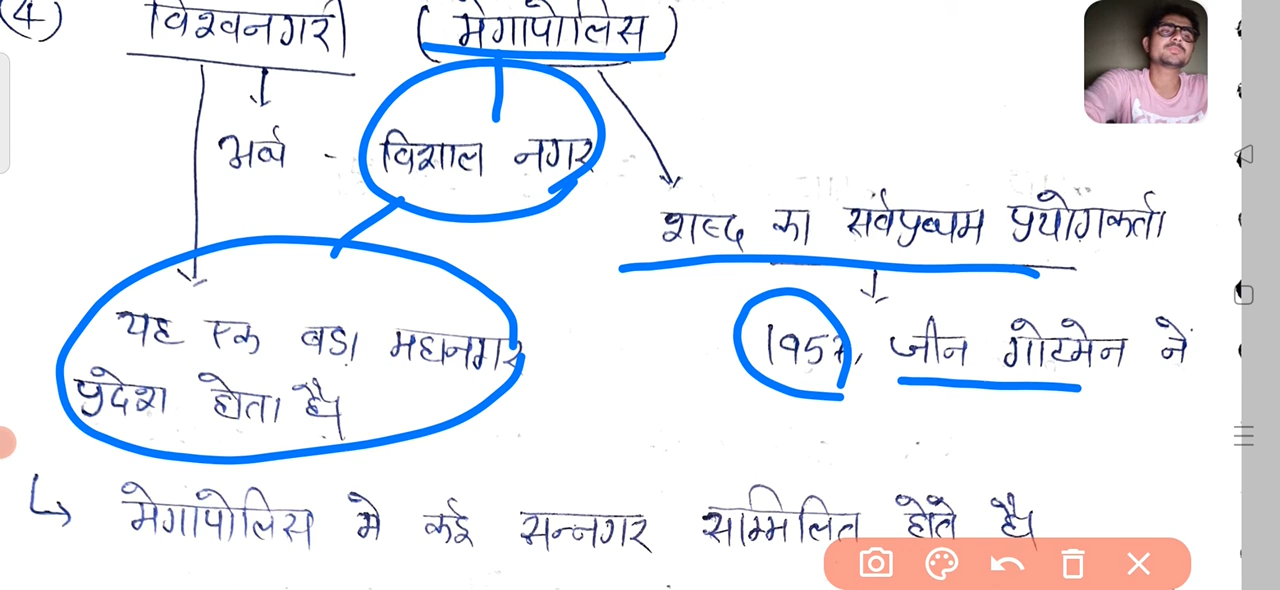 (4) विश्वनगरी (मेगापोलिस)
अर्थ - विशाल नगर
शब्द का सर्वप्रथम प्रयोगकर्ता
1957, जीन गोटमेन ने
यह एक बडा महानगर
प्रदेश होता है।
↳ मेगापोलिस मे कई सन्नगर सम्मिलित होते है।